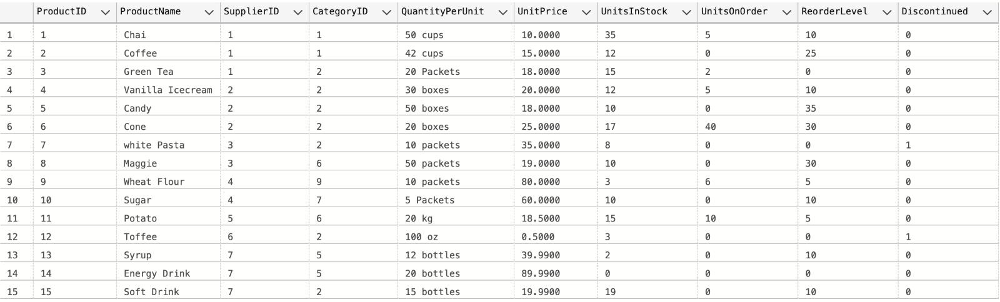 ProductID ProductName SupplierID CategoryID QuantityPerUnit UnitPrice UnitsInStock UnitsOnOrder ReorderLevel Discontinued
1 1 Chai 1 1 50 cups 10.0000 35 5 10 0
2 2 Coffee 1 1 42 cups 15.0000 12 0 25 0
3 3 Green Tea 1 2 20 Packets 18.0000 15 2 0 0
4 4 Vanilla Icecream 2 2 30 boxes 20.0000 12 5 10 0
5 5 Candy 2 2 50 boxes 18.0000 10 0 35 0
6 6 Cone 2 2 20 boxes 25.0000 17 40 30 0
7 7 white Pasta 3 2 10 packets 35.0000 8 0 0 1
8 8 Maggie 3 6 50 packets 19.0000 10 0 30 0
9 9 Wheat Flour 4 9 10 packets 80.0000 3 6 5 0
10 10 Sugar 4 7 5 Packets 60.0000 10 0 10 0
11 11 Potato 5 6 20 kg 18.5000 15 10 5 0
12 12 Toffee 6 2 100 oz 0.5000 3 0 0 1
13 13 Syrup 7 5 12 bottles 39.9900 2 0 10 0
14 14 Energy Drink 7 5 20 bottles 89.9900 0 0 0 0
15 15 Soft Drink 7 2 15 bottles 19.9900 19 0 10 0